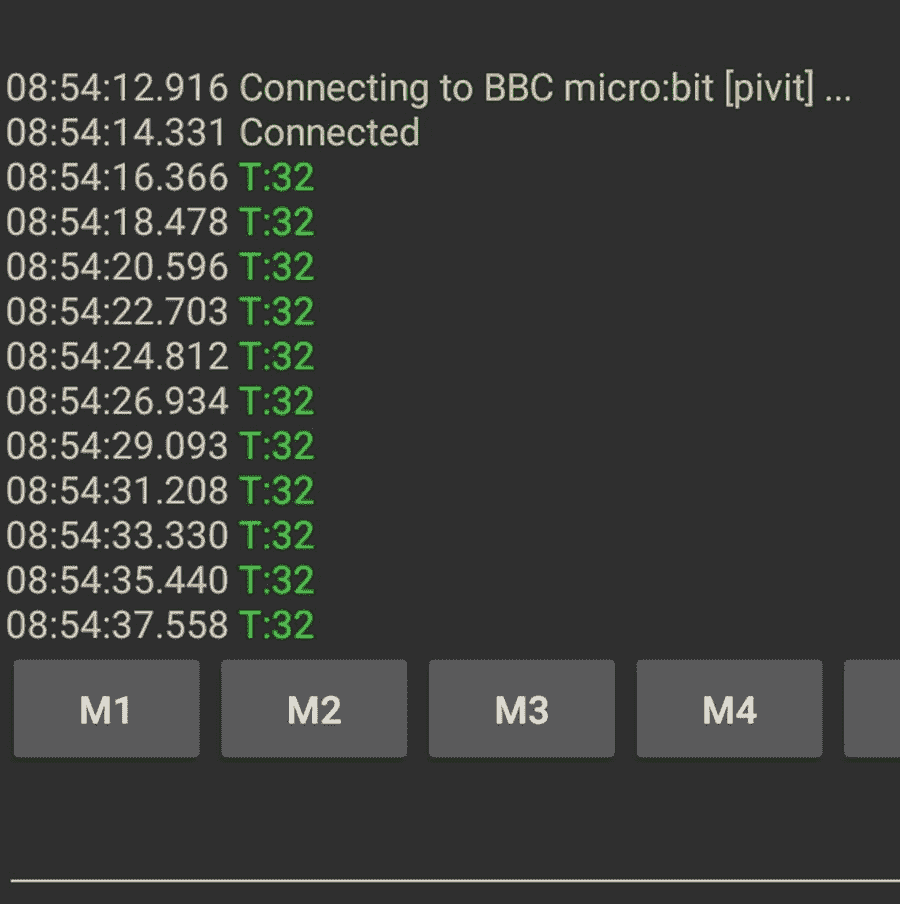 08:54:12.916 Connecting to BBC micro:bit [pivit] ...
08:54:14.331 Connected
08:54:16.366 T:32
08:54:18.478 T:32
08:54:20.596 T:32
08:54:22.703 T:32
08:54:24.812 T:32
08:54:26.934 T:32
08:54:29.093 T:32
08:54:31.208 T:32
08:54:33.330 T:32
08:54:35.440 T:32
08:54:37.558 T:32
M1 M2 M3 M4